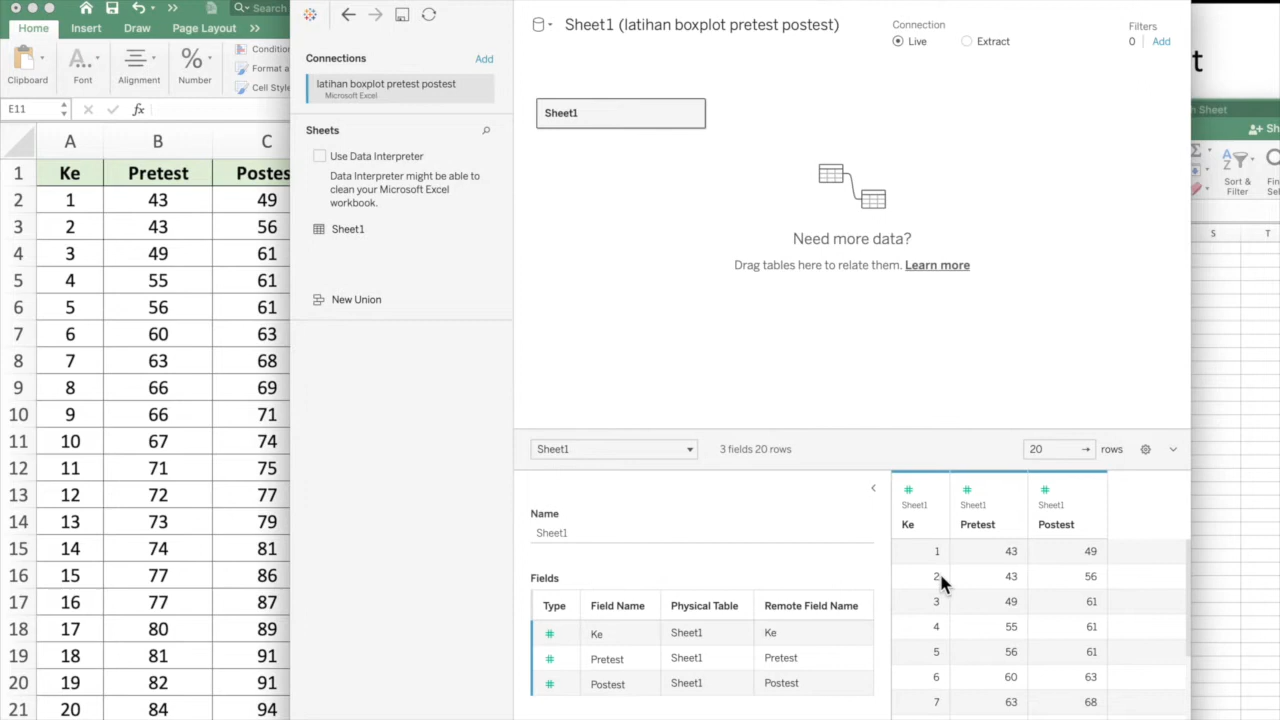 Search
Home Insert Draw Page Layout
Clipboard Font Alignment Number
Condition
Format a
Cell Style
E11 fx
A B C
1 Ke Pretest Postes
2 1 43 49
3 2 43 56
4 3 49 61
5 4 55 61
6 5 56 61
7 6 60 63
8 7 63 68
9 8 66 69
10 9 66 71
11 10 67 74
12 11 71 75
13 12 72 77
14 13 73 79
15 14 74 81
16 15 77 86
17 16 77 87
18 17 80 89
19 18 81 91
20 19 82 91
21 20 84 94
Connections Add
latihan boxplot pretest postest
Microsoft Excel
Sheets
Use Data Interpreter
Data Interpreter might be able to
clean your Microsoft Excel
workbook.
Sheet1
New Union
Sheet1 (latihan boxplot pretest postest)
Connection
Live Extract
Filters
0 Add
Sheet1
Need more data?
Drag tables here to relate them. Learn more
Sheet1 3 fields 20 rows 20 rows
Name
Sheet1
Fields
Type Field Name Physical Table Remote Field Name
# Ke Sheet1 Ke
# Pretest Sheet1 Pretest
# Postest Sheet1 Postest
# # #
Sheet1 Sheet1 Sheet1
Ke Pretest Postest
1 43 49
2 43 56
3 49 61
4 55 61
5 56 61
6 60 63
7 63 68
t
h Sheet
Sh
Sort &
Filter
Fin
Sel
S T